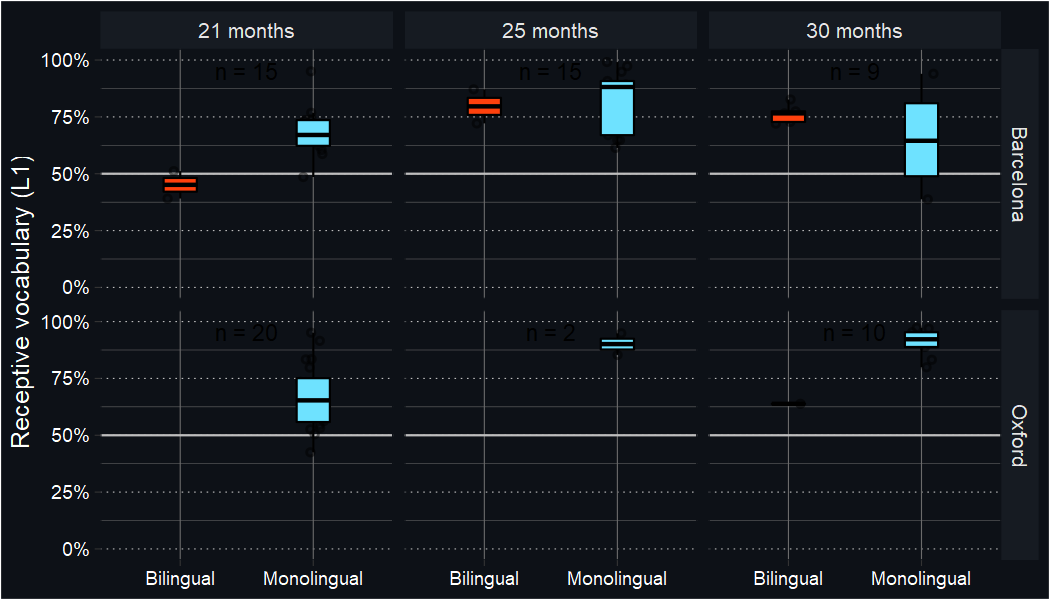 21 months
25 months
30 months
Receptive vocabulary (L1)
100%
75%
50%
25%
0%
n = 15
n = 15
n = 9
Barcelona
100%
75%
50%
25%
0%
n = 20
n = 2
n = 10
Oxford
Bilingual
Monolingual
Bilingual
Monolingual
Bilingual
Monolingual